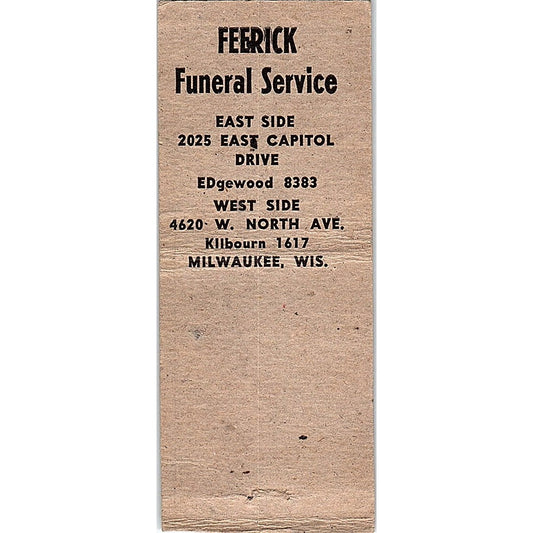 FEERICK
Funeral Service
EAST SIDE
2025 EAST CAPITOL
DRIVE
EDgewood 8383
WEST SIDE
4620 W. NORTH AVE.
Kilbourn 1617
MILWAUKEE, WIS.